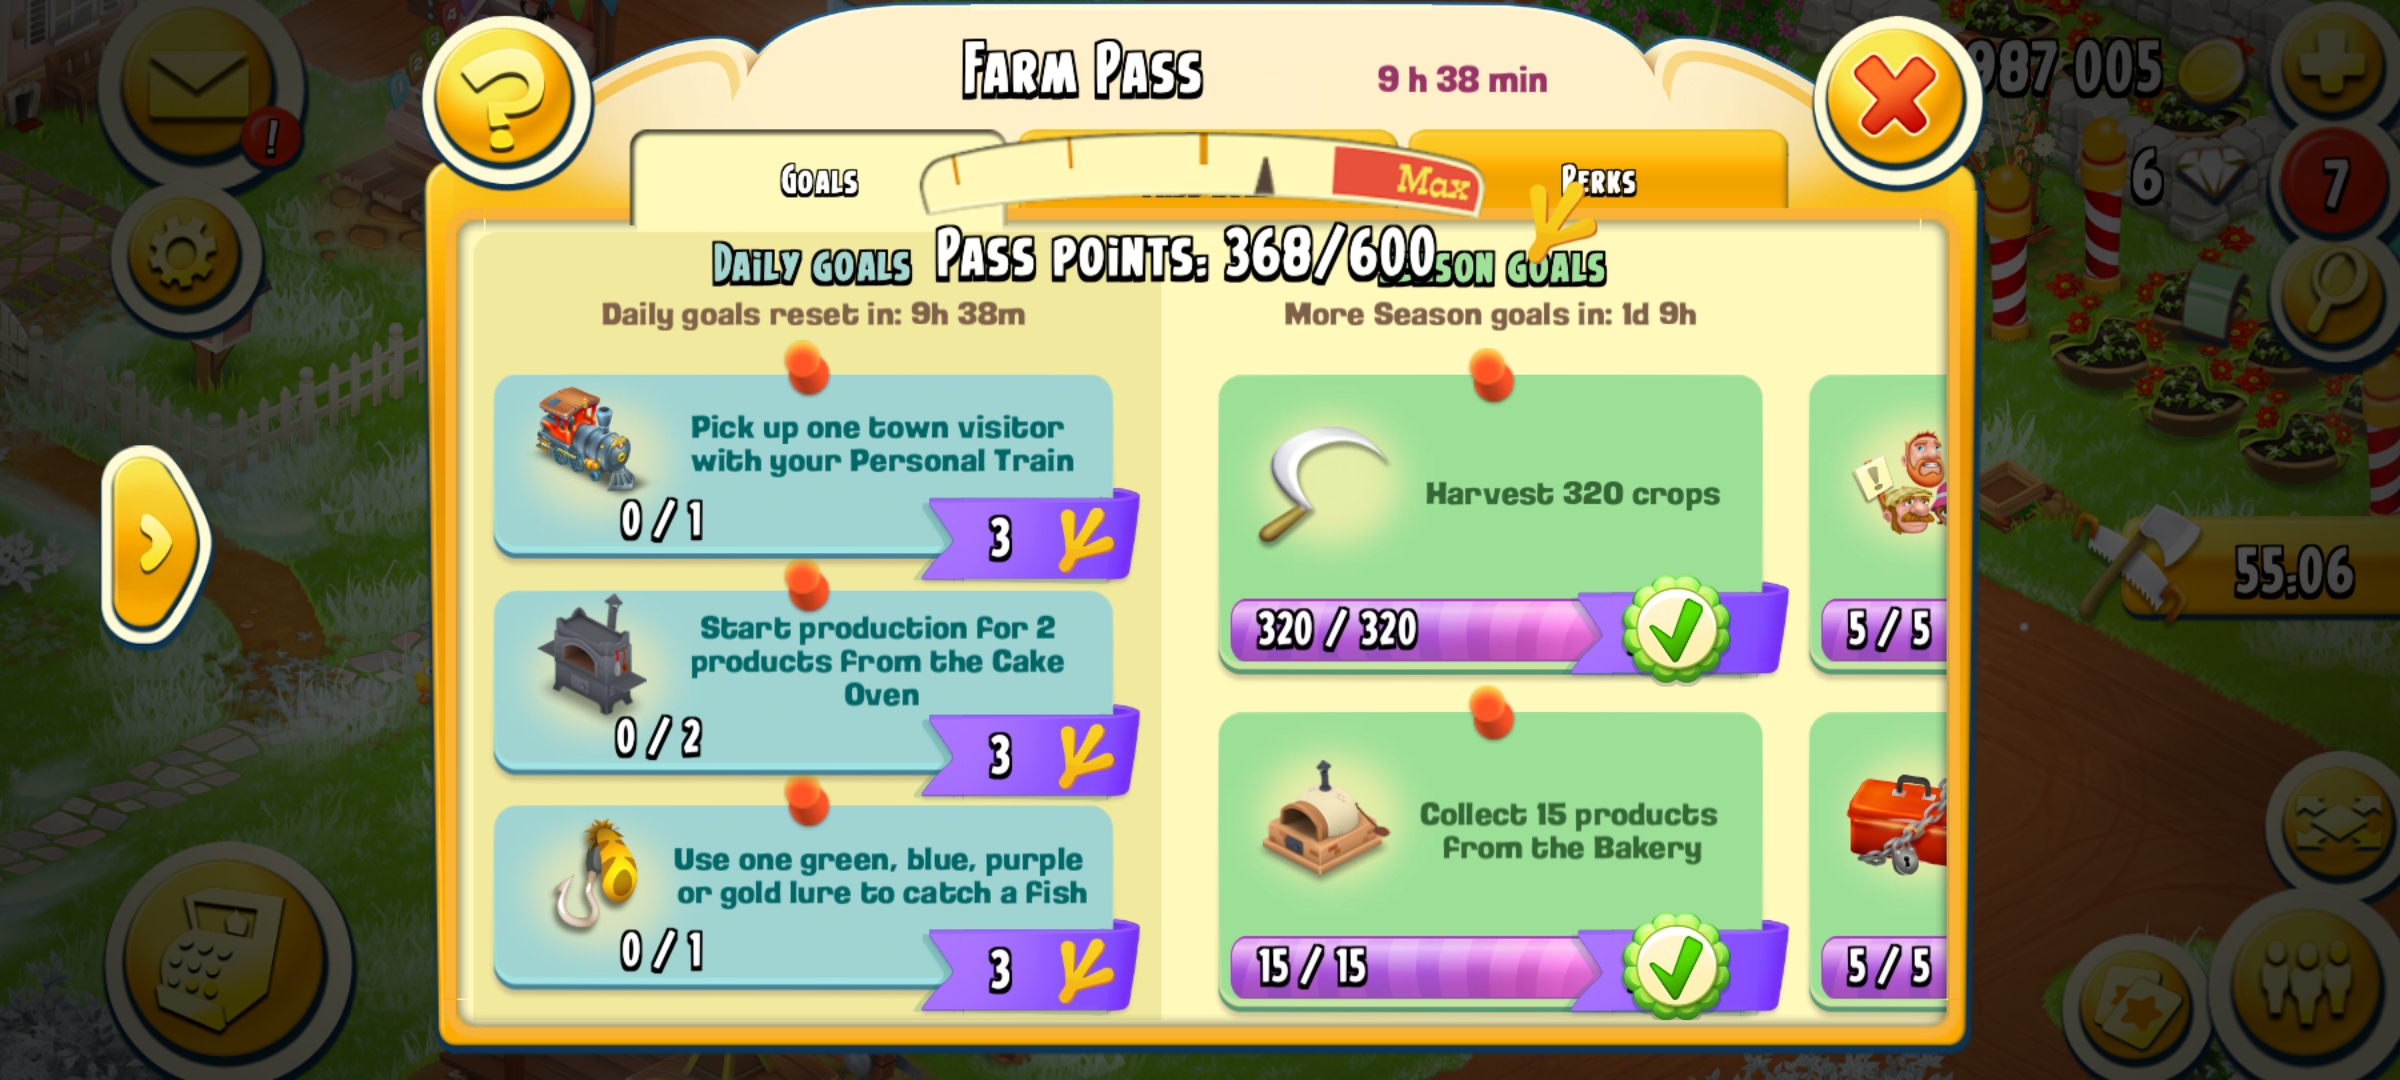 FARM PASS
9 h 38 min
987 005
6
7
!
GOALS
Max
PERKS
DAILY GOALS
PASS POINTS: 368/600
SON GOALS
Daily goals reset in: 9h 38m
More Season goals in: 1d 9h
Pick up one town visitor
with your Personal Train
0 / 1
3
Start production for 2
products from the Cake
Oven
0 / 2
3
Use one green, blue, purple
or gold lure to catch a fish
0 / 1
3
Harvest 320 crops
320 / 320
5 / 5
Collect 15 products
from the Bakery
15 / 15
5 / 5
55:06